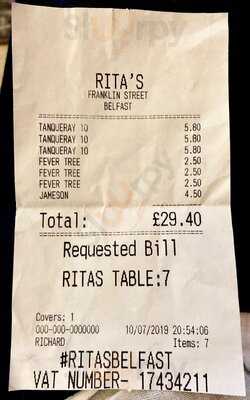 RITA'S
FRANKLIN STREET
BELFAST
TANQUERAY 10 5.80
TANQUERAY 10 5.80
TANQUERAY 10 5.80
FEVER TREE 2.50
FEVER TREE 2.50
FEVER TREE 2.50
JAMESON 4.50
Total: £29.40
Requested Bill
RITAS TABLE:7
Covers: 1
000-000-0000000 10/07/2019 20:54:06
RICHARD Items: 7
#RITASBELFAST
VAT NUMBER- 17434211